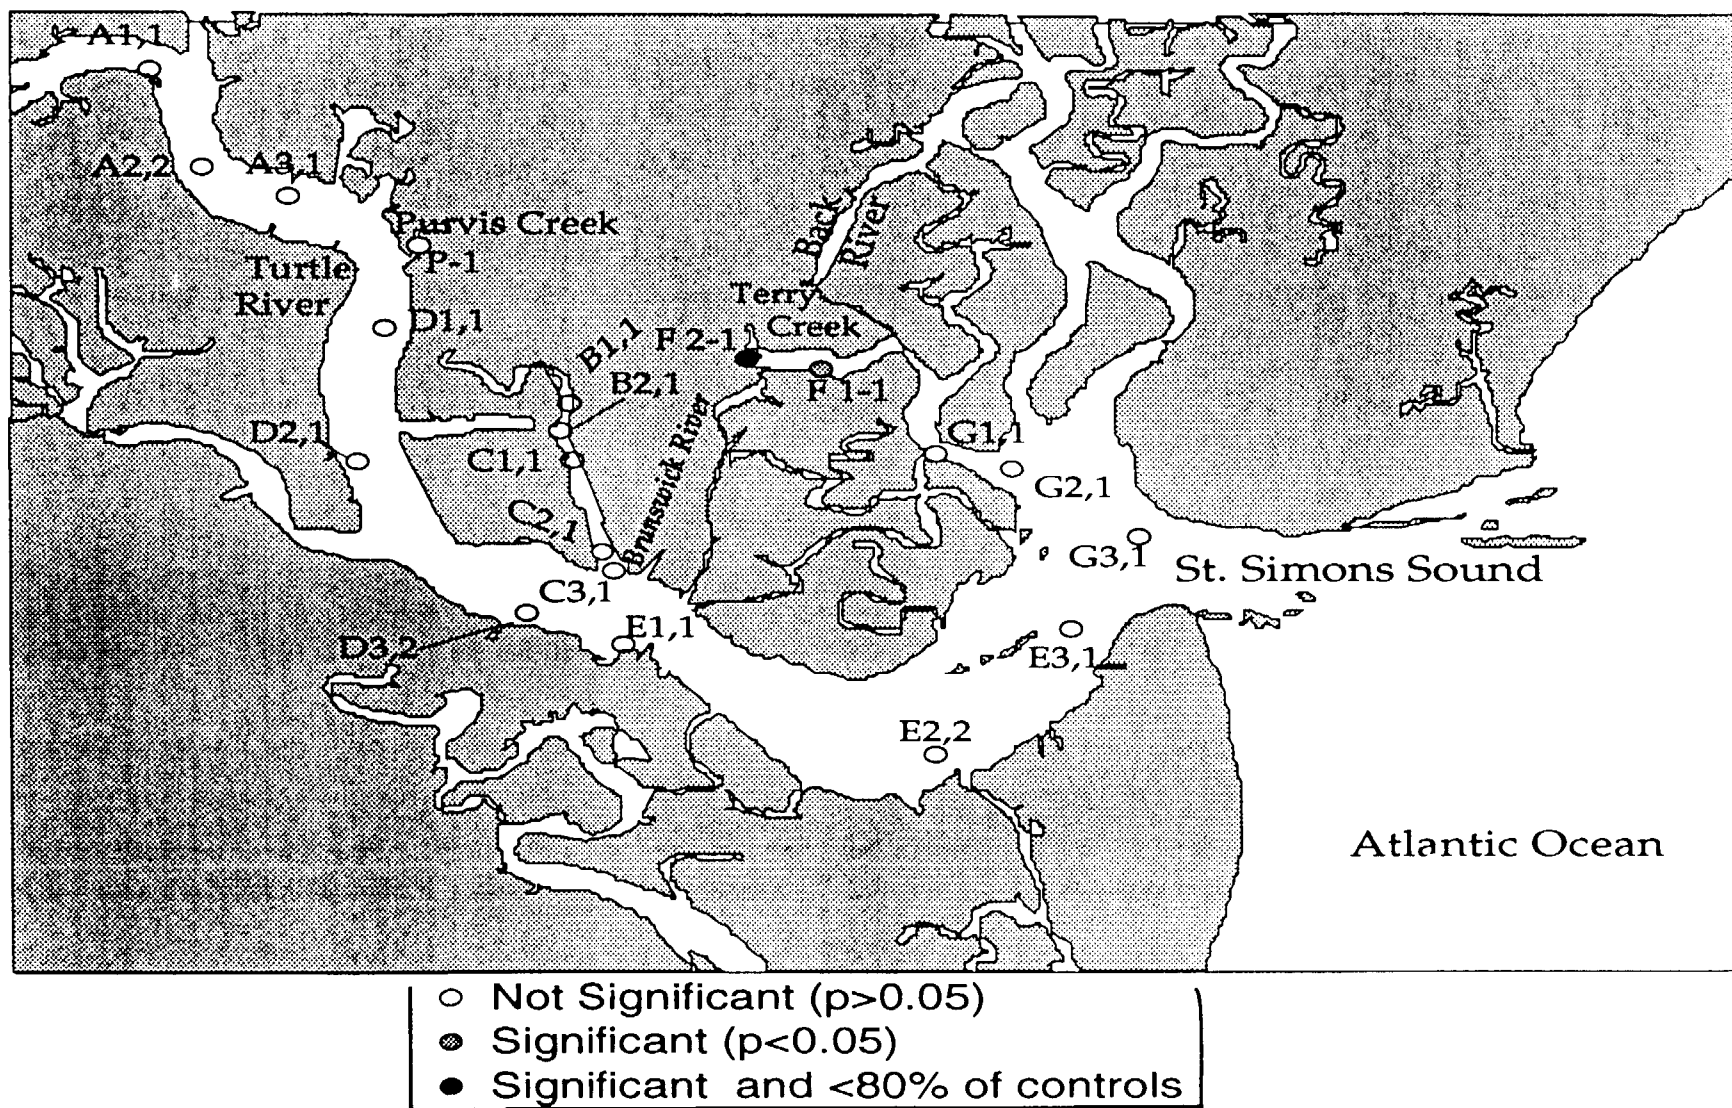 A1,1
A2,2
A3,1
Purvis Creek
P-1
Turtle
River
D1,1
Back
River
Terry
Creek
F 2-1
F 1-1
B1,1
B2,1
Brunswick River
D2,1
C1,1
G1,1
G2,1
C2,1
G3,1
St. Simons Sound
C3,1
E1,1
D3,2
E3,1
E2,2
Atlantic Ocean
Not Significant (p>0.05)
Significant (p<0.05)
Significant and <80% of controls